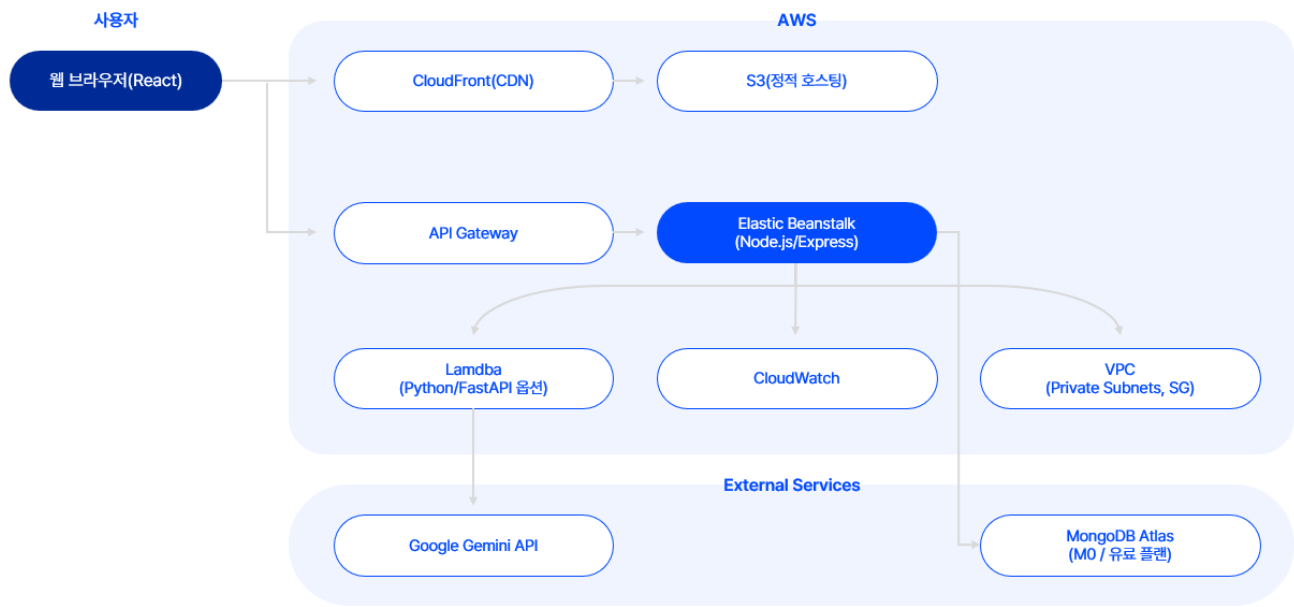 사용자
AWS
웹 브라우저(React)
CloudFront(CDN)
S3(정적 호스팅)
API Gateway
Elastic Beanstalk
(Node.js/Express)
Lamdba
(Python/FastAPI 옵션)
CloudWatch
VPC
(Private Subnets, SG)
External Services
Google Gemini API
MongoDB Atlas
(M0 / 유료 플랜)